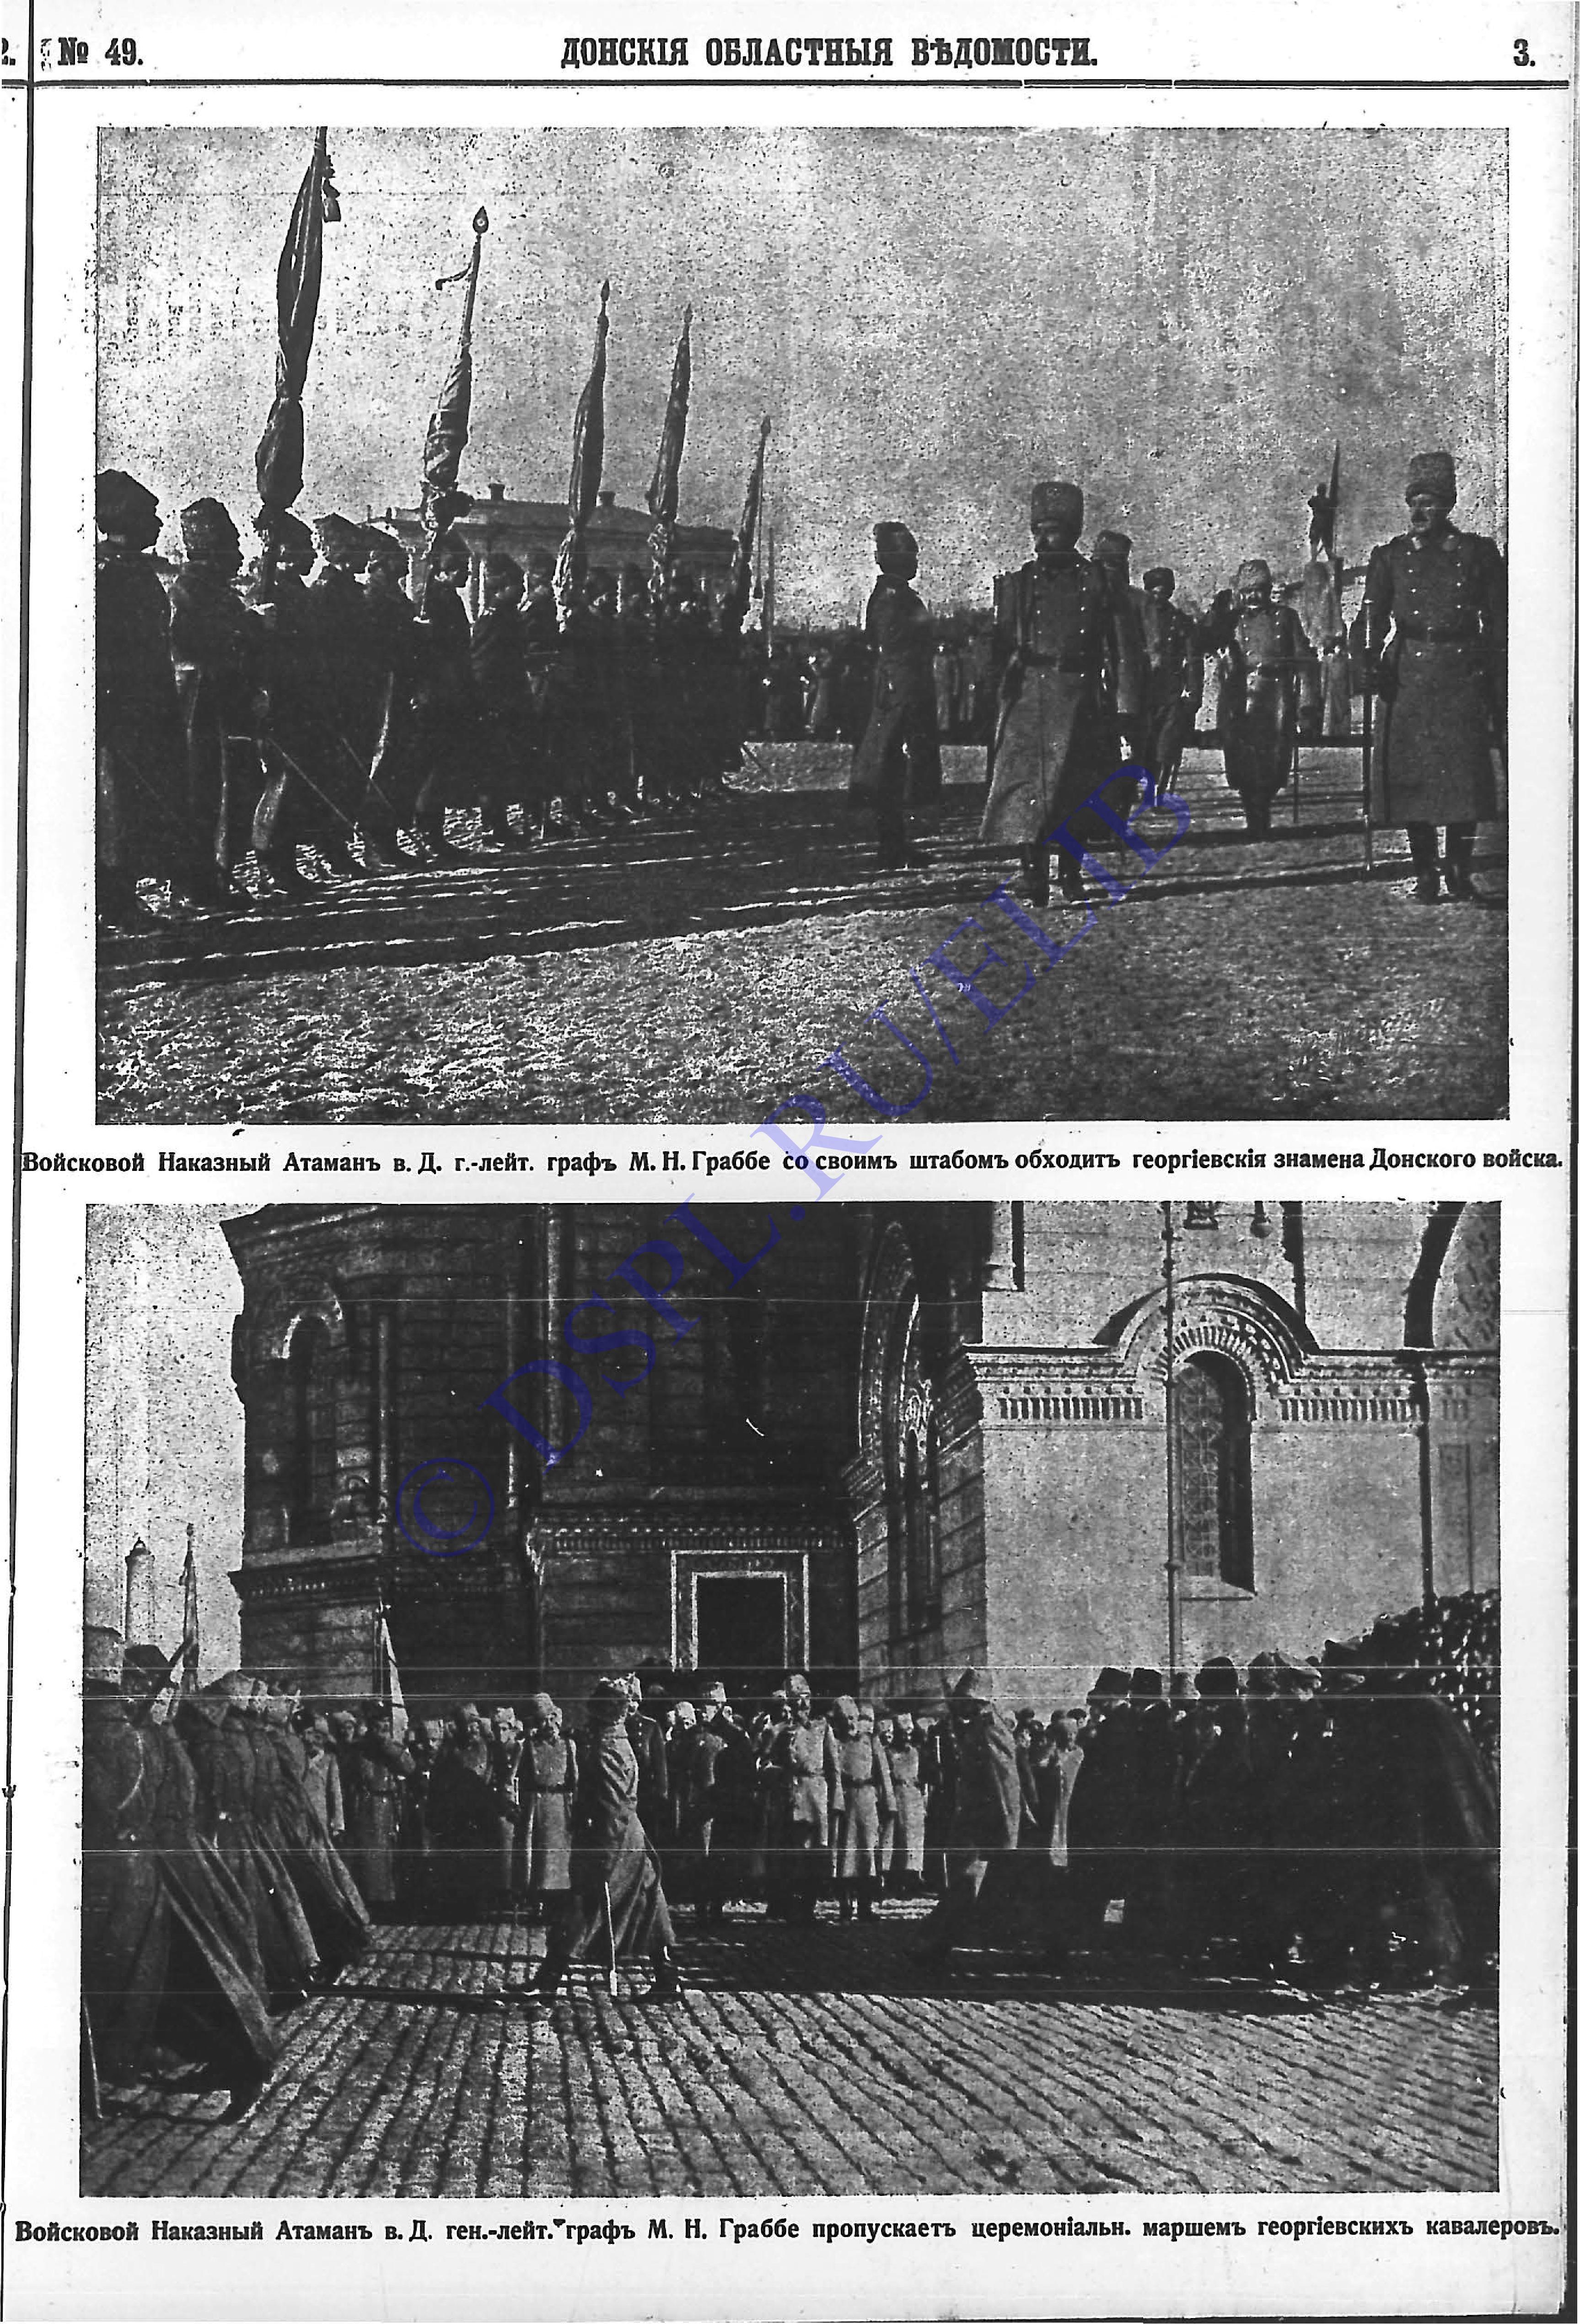 № 49.
ДОНСКІЯ ОБЛАСТНЫЯ ВѢДОМОСТИ.
3.
Войсковой Наказный Атаманъ в. Д. г.-лейт. графъ М. Н. Граббе со своимъ штабомъ обходитъ георгіевскія знамена Донского войска.
© DSPL.RU/ELIB
Войсковой Наказный Атаманъ в. Д. ген.-лейт. графъ М. Н. Граббе пропускаетъ церемоніальн. маршемъ георгіевскихъ кавалеровъ.